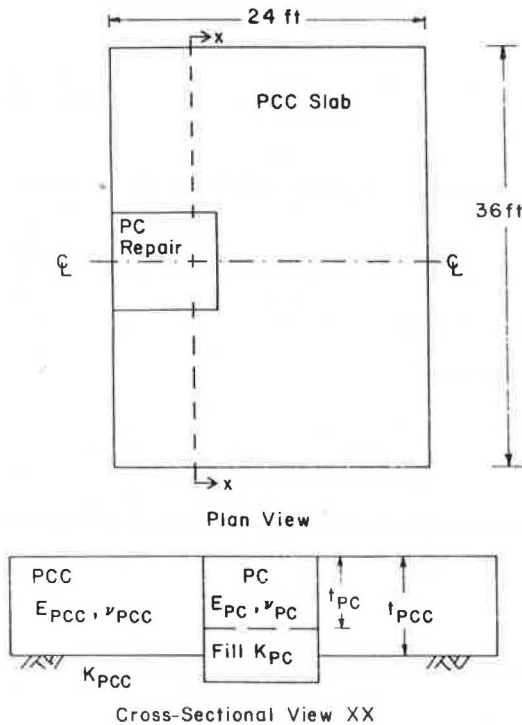 24 ft
x
PCC Slab
36ft
PC
Repair
℄
℄
x
Plan View
PCC
PC
E_PCC, ν_PCC
E_PC, ν_PC
t_PC
t_PCC
Fill K_PC
K_PCC
Cross-Sectional View XX